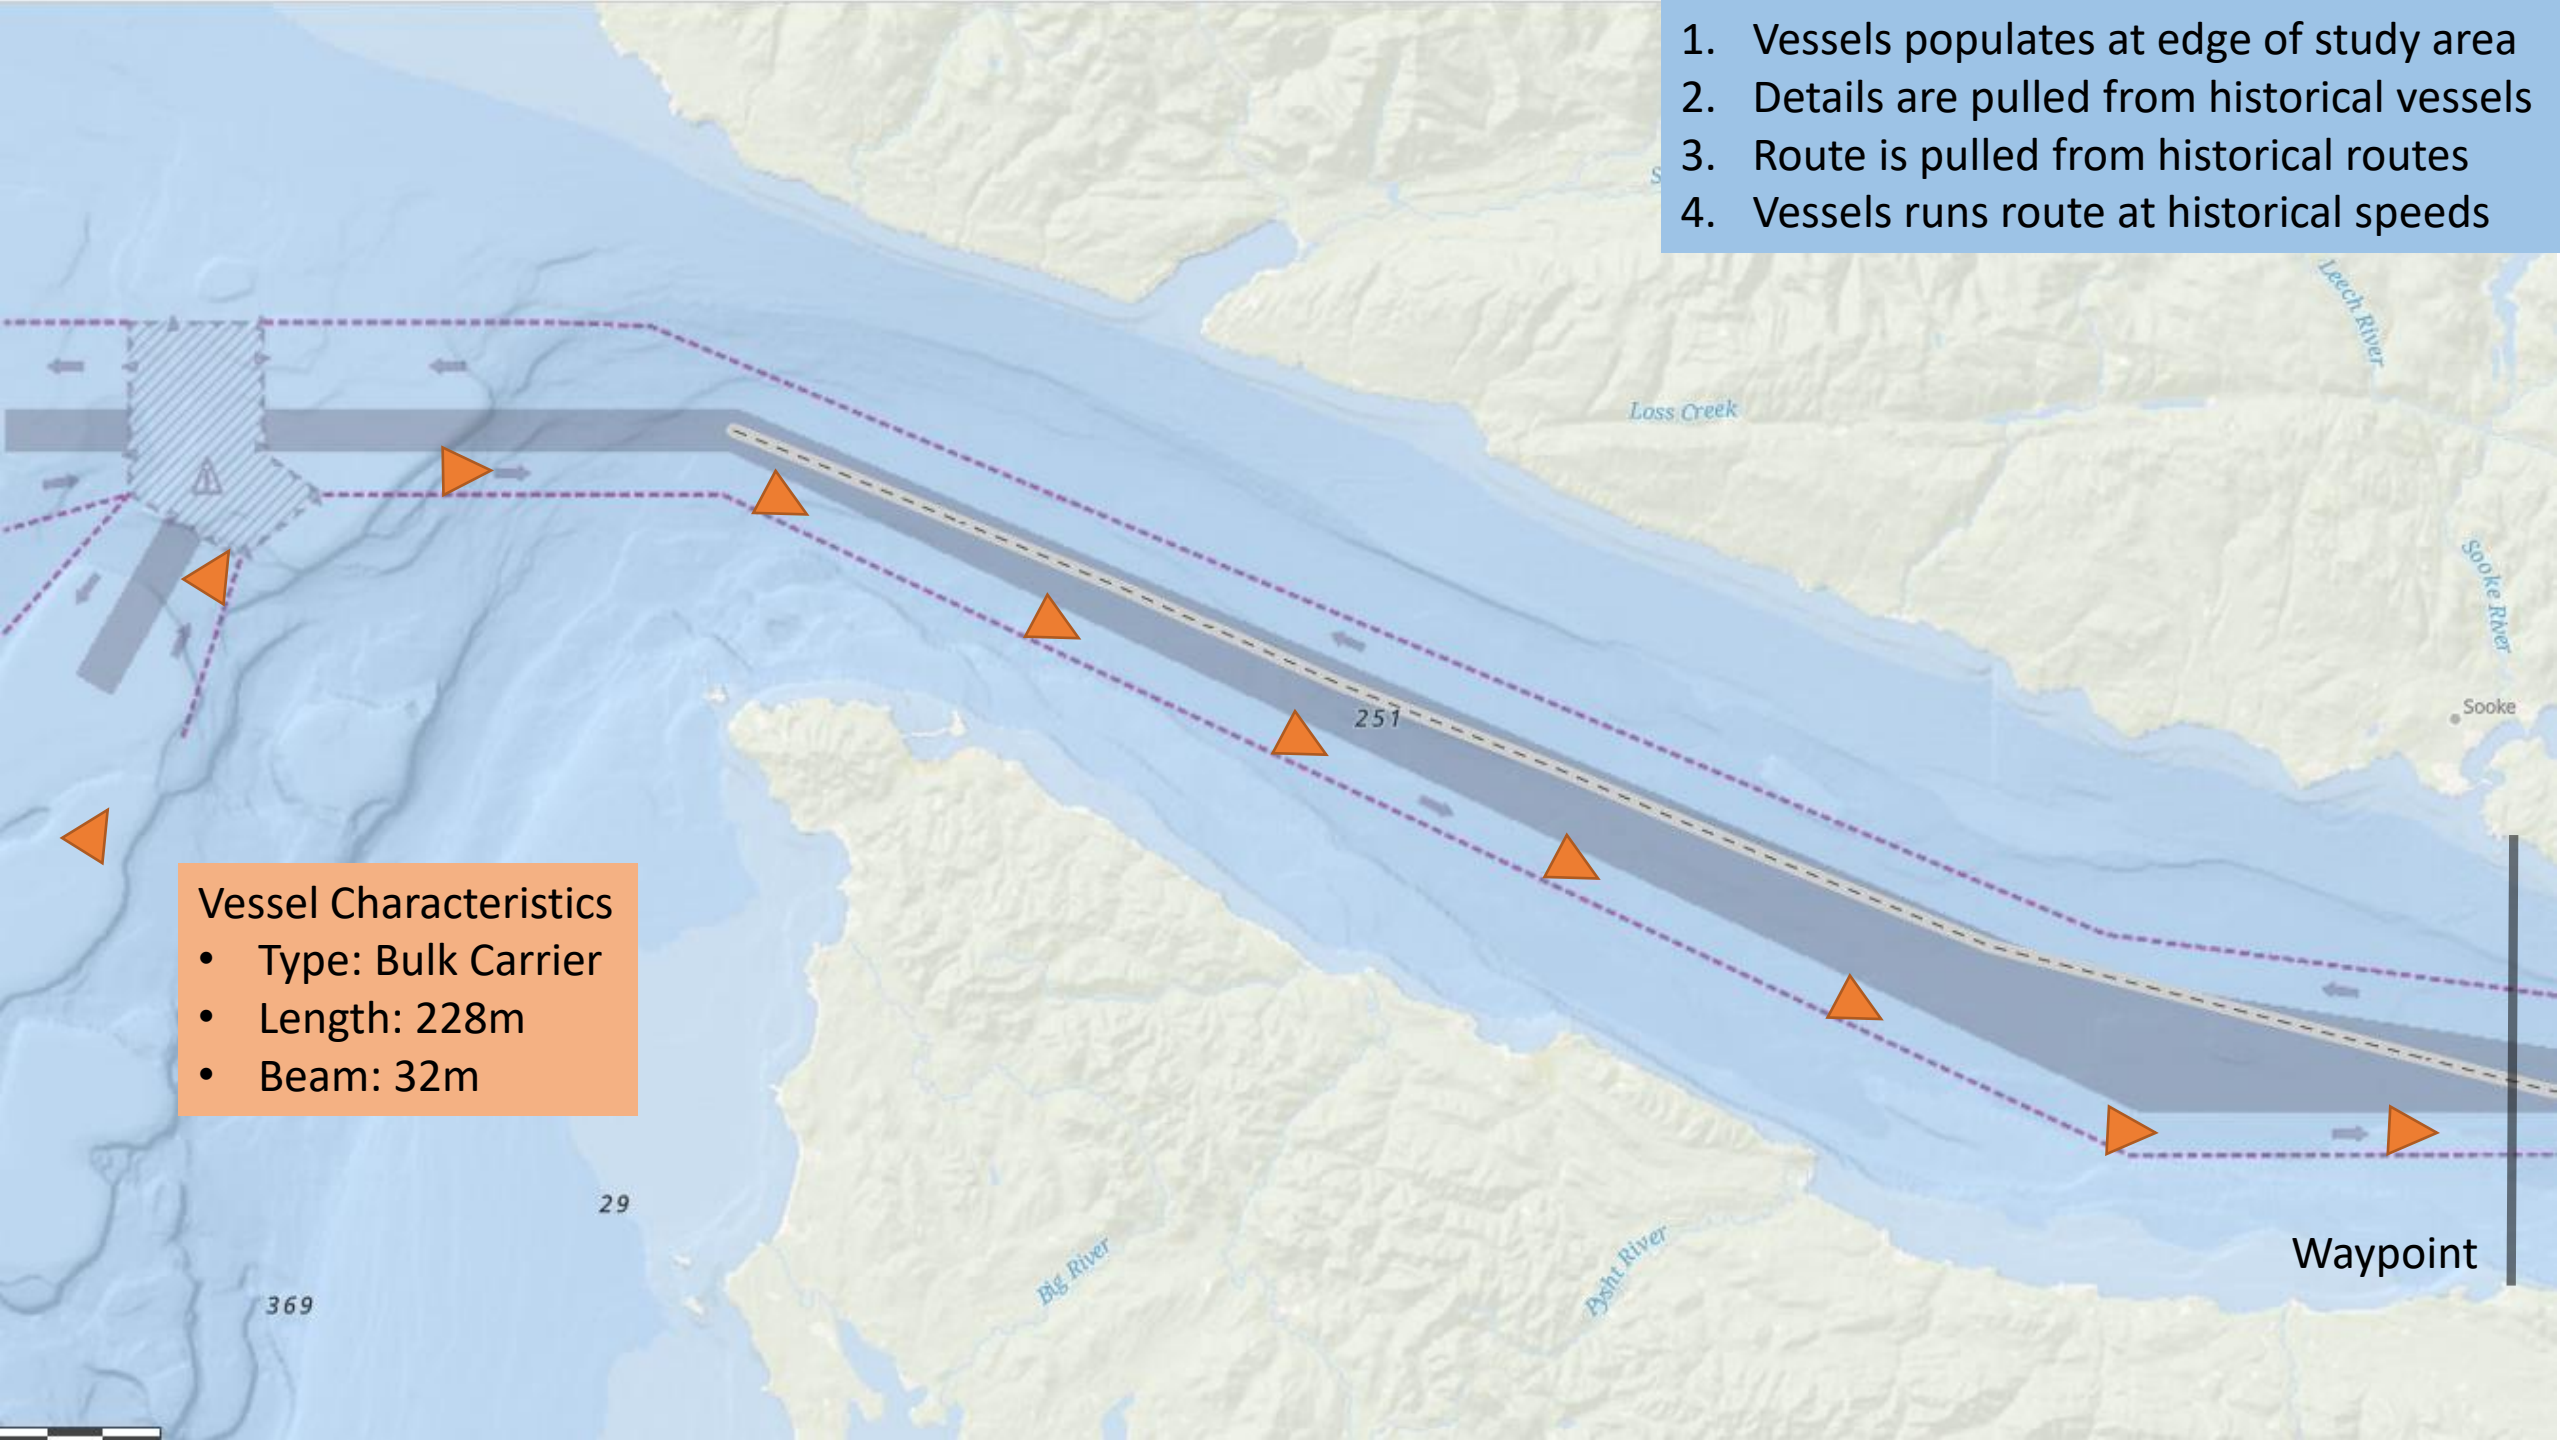 1. Vessels populates at edge of study area
2. Details are pulled from historical vessels
3. Route is pulled from historical routes
4. Vessels runs route at historical speeds
Leech River
Loss Creek
Sooke River
Sooke
251
Vessel Characteristics
• Type: Bulk Carrier
• Length: 228m
• Beam: 32m
29
Big River
Pysht River
Waypoint
369